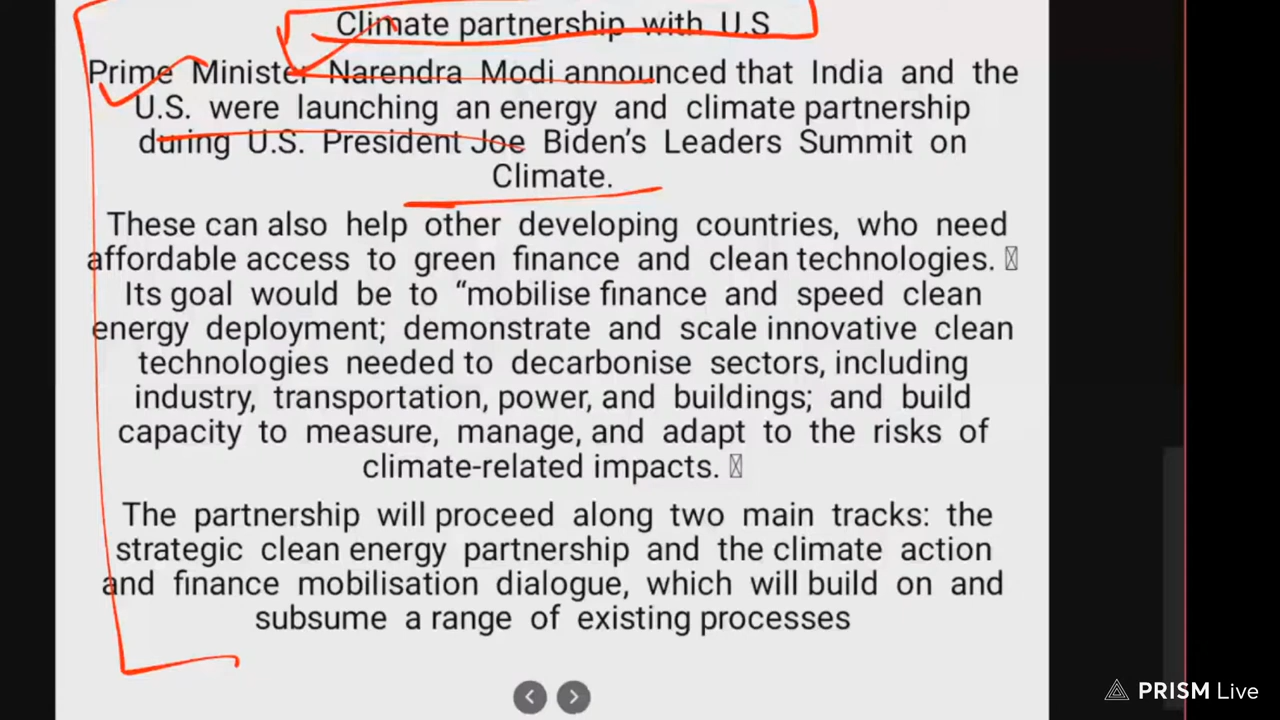 Climate partnership with U.S
Prime Minister Narendra Modi announced that India and the
U.S. were launching an energy and climate partnership
during U.S. President Joe Biden’s Leaders Summit on
Climate.
These can also help other developing countries, who need
affordable access to green finance and clean technologies.
Its goal would be to “mobilise finance and speed clean
energy deployment; demonstrate and scale innovative clean
technologies needed to decarbonise sectors, including
industry, transportation, power, and buildings; and build
capacity to measure, manage, and adapt to the risks of
climate-related impacts.
The partnership will proceed along two main tracks: the
strategic clean energy partnership and the climate action
and finance mobilisation dialogue, which will build on and
subsume a range of existing processes
PRISM Live